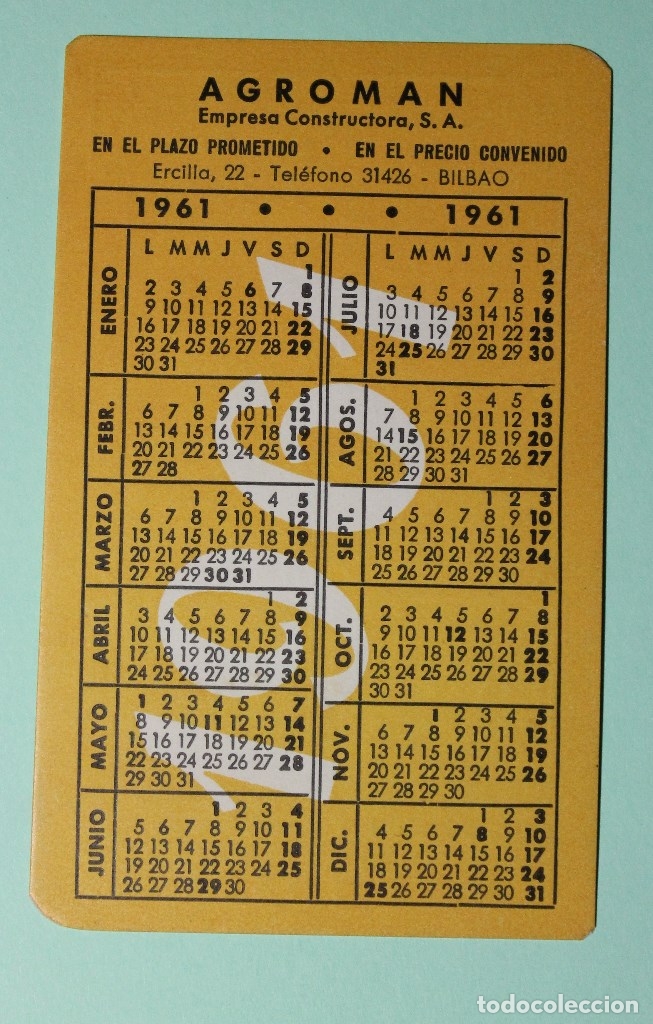 AGROMAN
Empresa Constructora, S. A.
EN EL PLAZO PROMETIDO • EN EL PRECIO CONVENIDO
Ercilla, 22 - Teléfono 31426 - BILBAO
1961 • • • 1961
ENERO
L M M J V S D
1
2 3 4 5 6 7 8
9 10 11 12 13 14 15
16 17 18 19 20 21 22
23 24 25 26 27 28 29
30 31
FEBR.
1 2 3 4 5
6 7 8 9 10 11 12
13 14 15 16 17 18 19
20 21 22 23 24 25 26
27 28
MARZO
1 2 3 4 5
6 7 8 9 10 11 12
13 14 15 16 17 18 19
20 21 22 23 24 25 26
27 28 29 30 31
ABRIL
1 2
3 4 5 6 7 8 9
10 11 12 13 14 15 16
17 18 19 20 21 22 23
24 25 26 27 28 29 30
MAYO
1 2 3 4 5 6 7
8 9 10 11 12 13 14
15 16 17 18 19 20 21
22 23 24 25 26 27 28
29 30 31
JUNIO
1 2 3 4
5 6 7 8 9 10 11
12 13 14 15 16 17 18
19 20 21 22 23 24 25
26 27 28 29 30
JULIO
L M M J V S D
1 2
3 4 5 6 7 8 9
10 11 12 13 14 15 16
17 18 19 20 21 22 23
24 25 26 27 28 29 30
31
AGOS.
1 2 3 4 5 6
7 8 9 10 11 12 13
14 15 16 17 18 19 20
21 22 23 24 25 26 27
28 29 30 31
SEPT.
1 2 3
4 5 6 7 8 9 10
11 12 13 14 15 16 17
18 19 20 21 22 23 24
25 26 27 28 29 30
OCT.
1
2 3 4 5 6 7 8
9 10 11 12 13 14 15
16 17 18 19 20 21 22
23 24 25 26 27 28 29
30 31
NOV.
1 2 3 4 5
6 7 8 9 10 11 12
13 14 15 16 17 18 19
20 21 22 23 24 25 26
27 28 29 30
DIC.
1 2 3
4 5 6 7 8 9 10
11 12 13 14 15 16 17
18 19 20 21 22 23 24
25 26 27 28 29 30 31
1961
todocoleccion